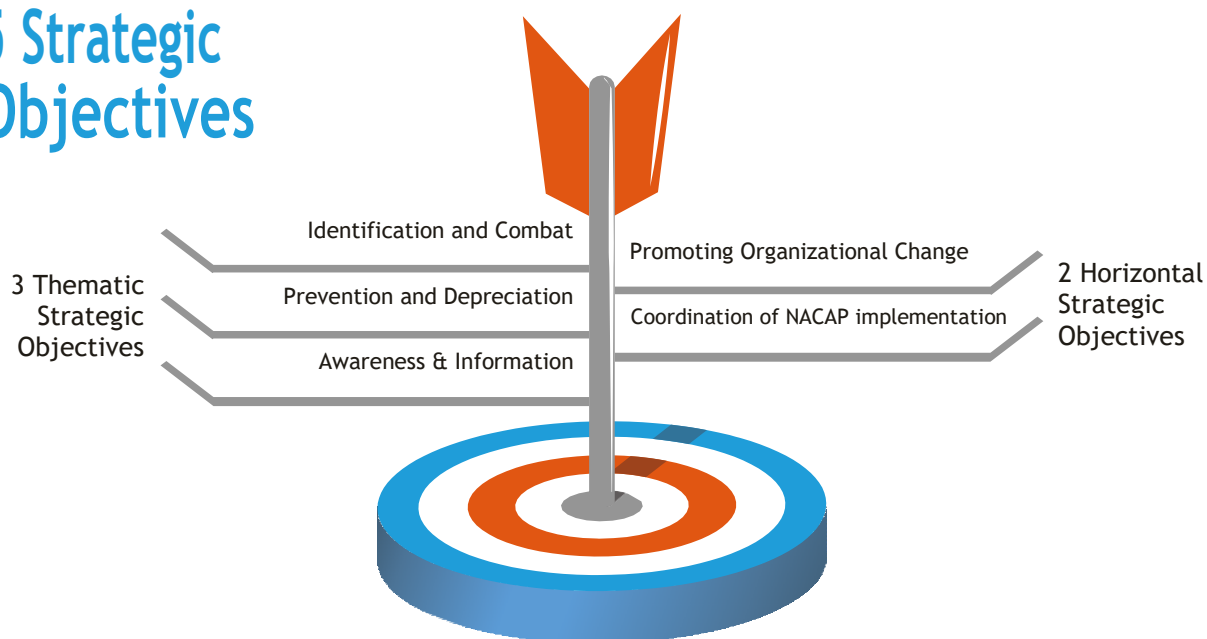 5 Strategic
Objectives
Identification and Combat
Promoting Organizational Change
3 Thematic
Strategic
Objectives
Prevention and Depreciation
Coordination of NACAP implementation
2 Horizontal
Strategic
Objectives
Awareness & Information